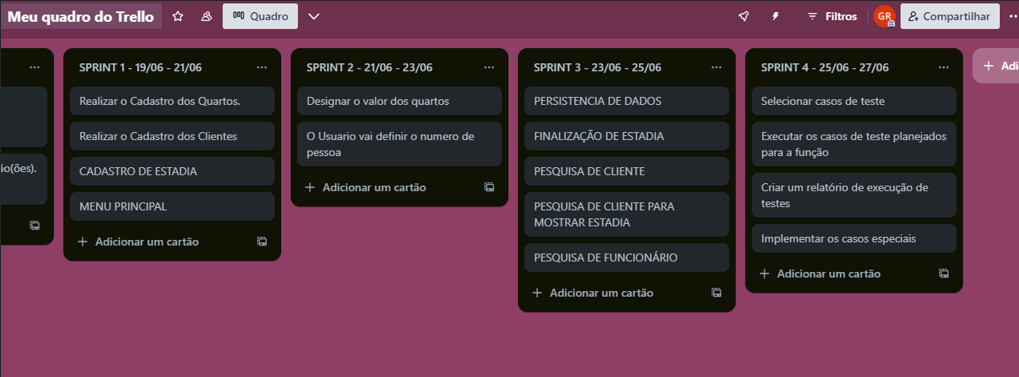 Meu quadro do Trello
Quadro
Filtros
GR
Compartilhar
io(ões).
SPRINT 1 - 19/06 - 21/06
Realizar o Cadastro dos Quartos.
Realizar o Cadastro dos Clientes
CADASTRO DE ESTADIA
MENU PRINCIPAL
Adicionar um cartão
SPRINT 2 - 21/06 - 23/06
Designar o valor dos quartos
O Usuario vai definir o numero de
pessoa
Adicionar um cartão
SPRINT 3 - 23/06 - 25/06
PERSISTENCIA DE DADOS
FINALIZAÇÃO DE ESTADIA
PESQUISA DE CLIENTE
PESQUISA DE CLIENTE PARA
MOSTRAR ESTADIA
PESQUISA DE FUNCIONÁRIO
Adicionar um cartão
SPRINT 4 - 25/06 - 27/06
Selecionar casos de teste
Executar os casos de teste planejados
para a função
Criar um relatório de execução de
testes
Implementar os casos especiais
Adicionar um cartão
Adi